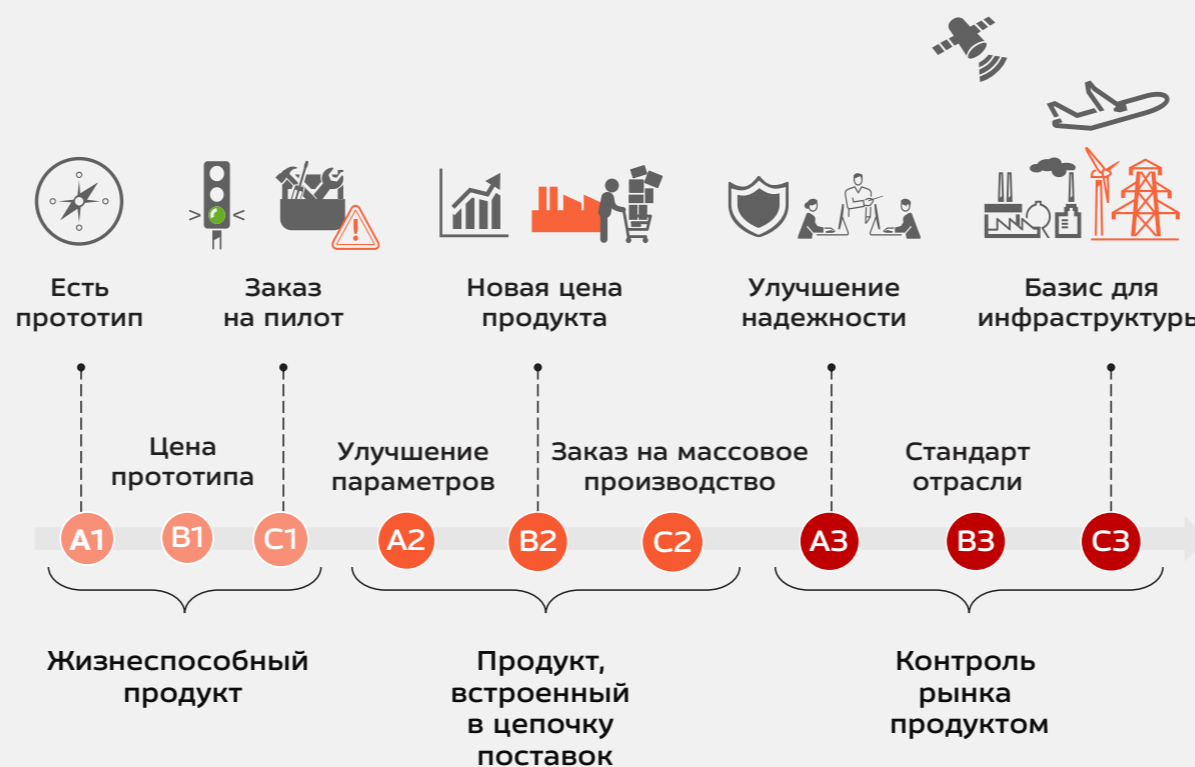 Есть
прототип
Заказ
на пилот
Новая цена
продукта
Улучшение
надежности
Базис для
инфраструктуры
Цена
прототипа
Улучшение
параметров
Заказ на массовое
производство
Стандарт
отрасли
A1
B1
C1
A2
B2
C2
A3
B3
C3
Жизнеспособный
продукт
Продукт,
встроенный
в цепочку
поставок
Контроль
рынка
продуктом